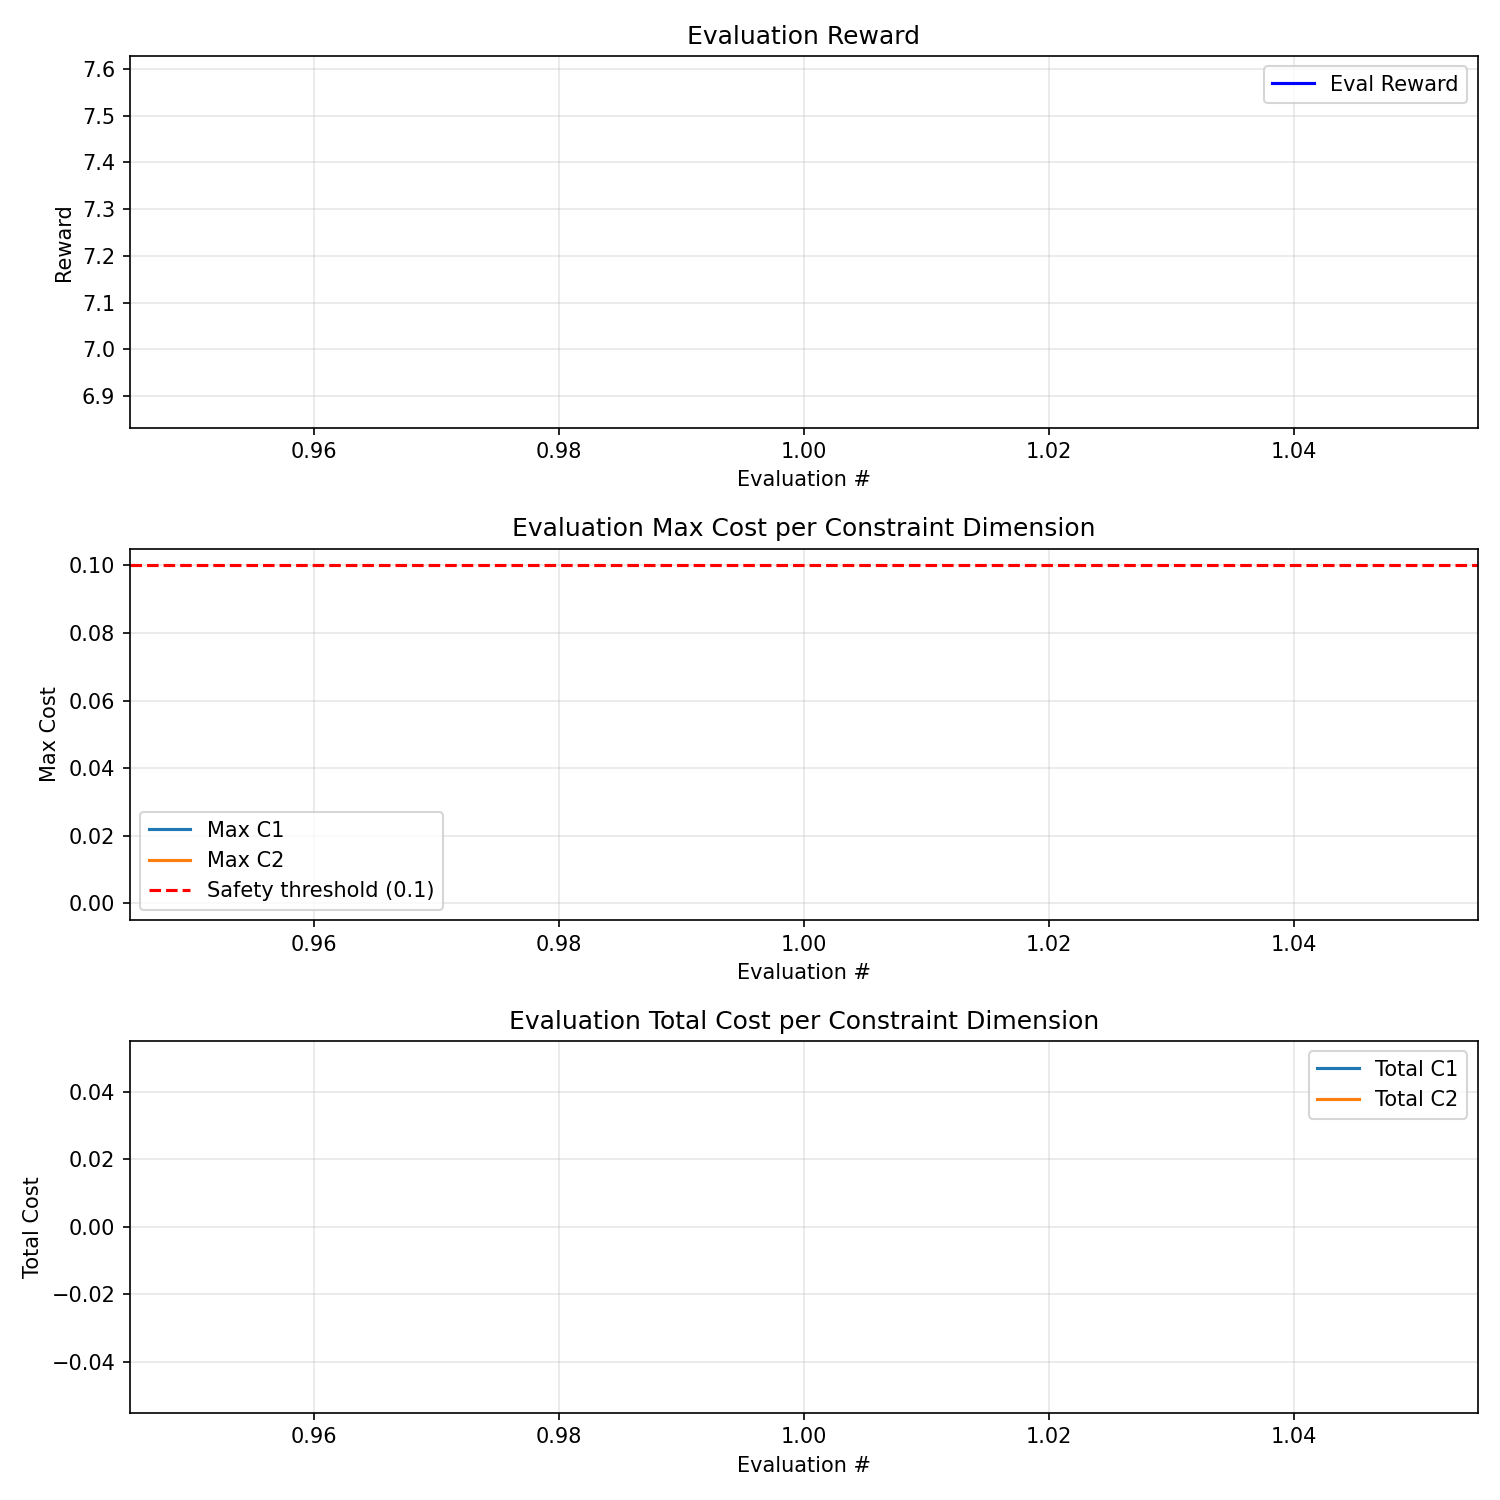 Evaluation Reward
7.6
7.5
7.4
7.3
7.2
7.1
7.0
6.9
Reward
Eval Reward
0.96 0.98 1.00 1.02 1.04
Evaluation #
Evaluation Max Cost per Constraint Dimension
0.10
0.08
0.06
0.04
0.02
0.00
Max Cost
Max C1
Max C2
Safety threshold (0.1)
0.96 0.98 1.00 1.02 1.04
Evaluation #
Evaluation Total Cost per Constraint Dimension
0.04
0.02
0.00
−0.02
−0.04
Total Cost
Total C1
Total C2
0.96 0.98 1.00 1.02 1.04
Evaluation #